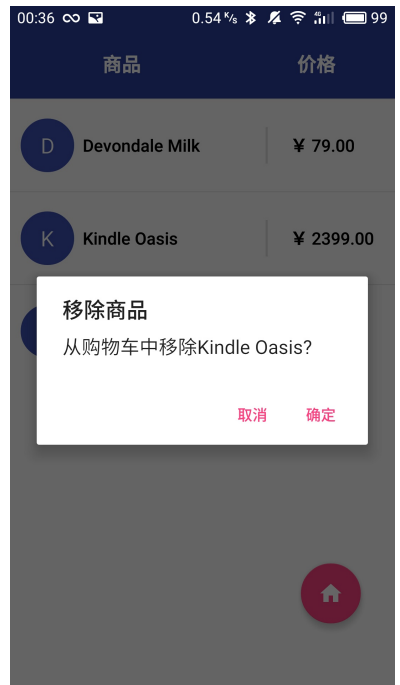 00:36 0.54 K/s 4G 99
商品 价格
D Devondale Milk ¥ 79.00
K Kindle Oasis ¥ 2399.00
移除商品
从购物车中移除Kindle Oasis?
取消 确定